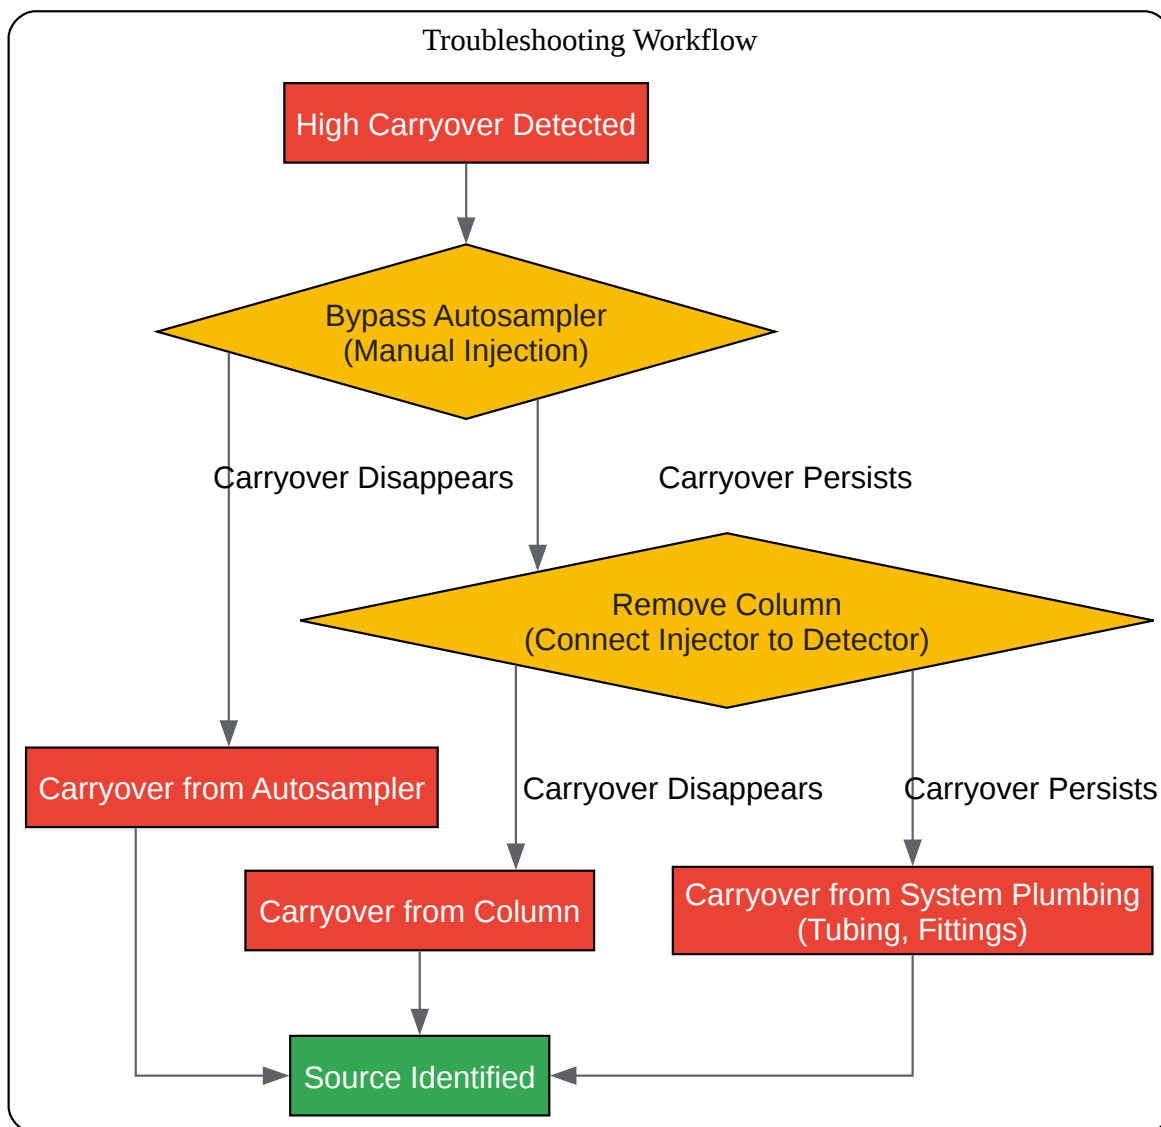 Troubleshooting Workflow
High Carryover Detected
Bypass Autosampler
(Manual Injection)
Carryover Disappears
Carryover Persists
Remove Column
(Connect Injector to Detector)
Carryover from Autosampler
Carryover Disappears
Carryover Persists
Carryover from Column
Carryover from System Plumbing
(Tubing, Fittings)
Source Identified